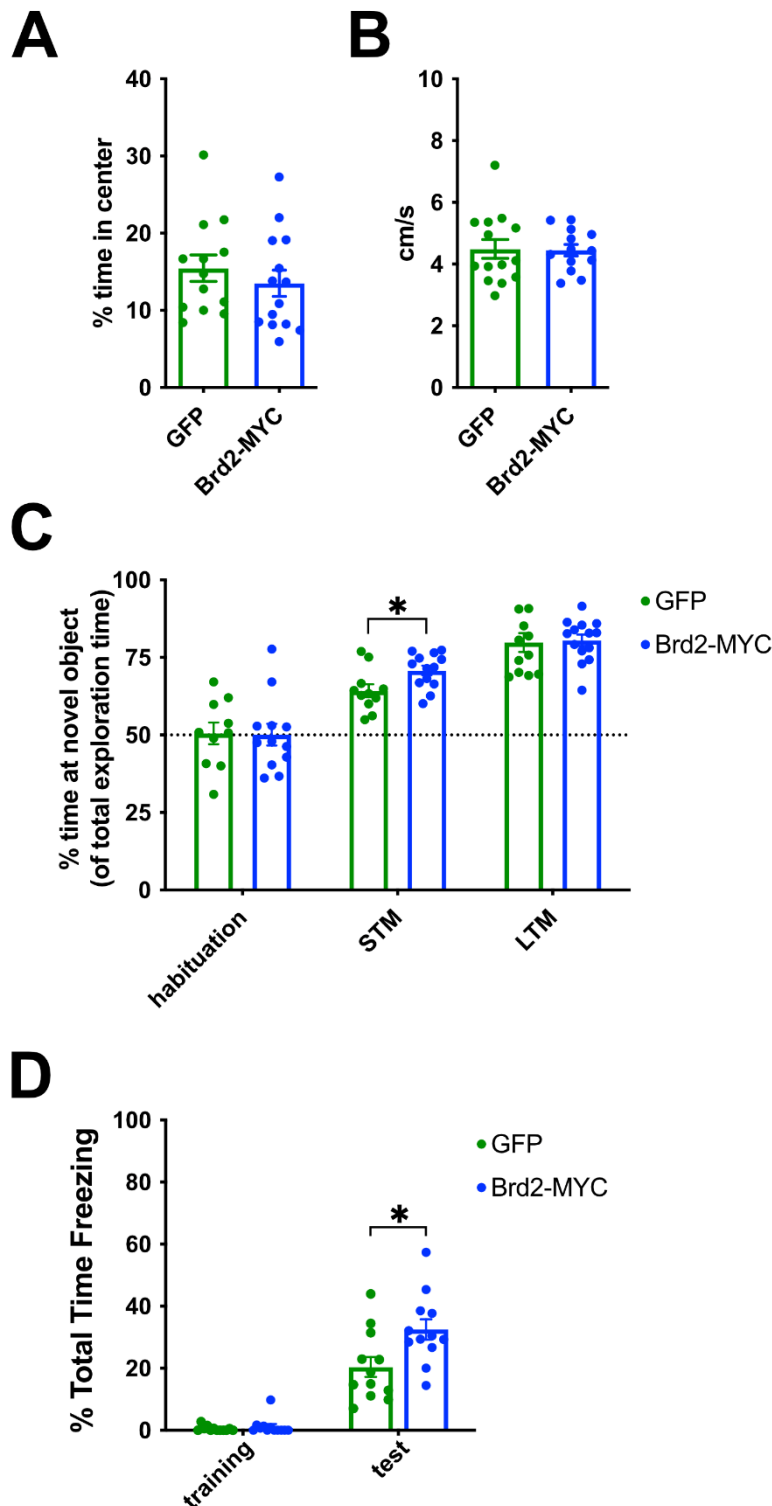 A
% time in center
40
30
20
10
0
GFP
Brd2-MYC
B
cm/s
10
8
6
4
2
0
GFP
Brd2-MYC
C
% time at novel object
(of total exploration time)
100
75
50
25
0
*
GFP
Brd2-MYC
habituation
STM
LTM
D
% Total Time Freezing
100
80
60
40
20
0
*
GFP
Brd2-MYC
training
test